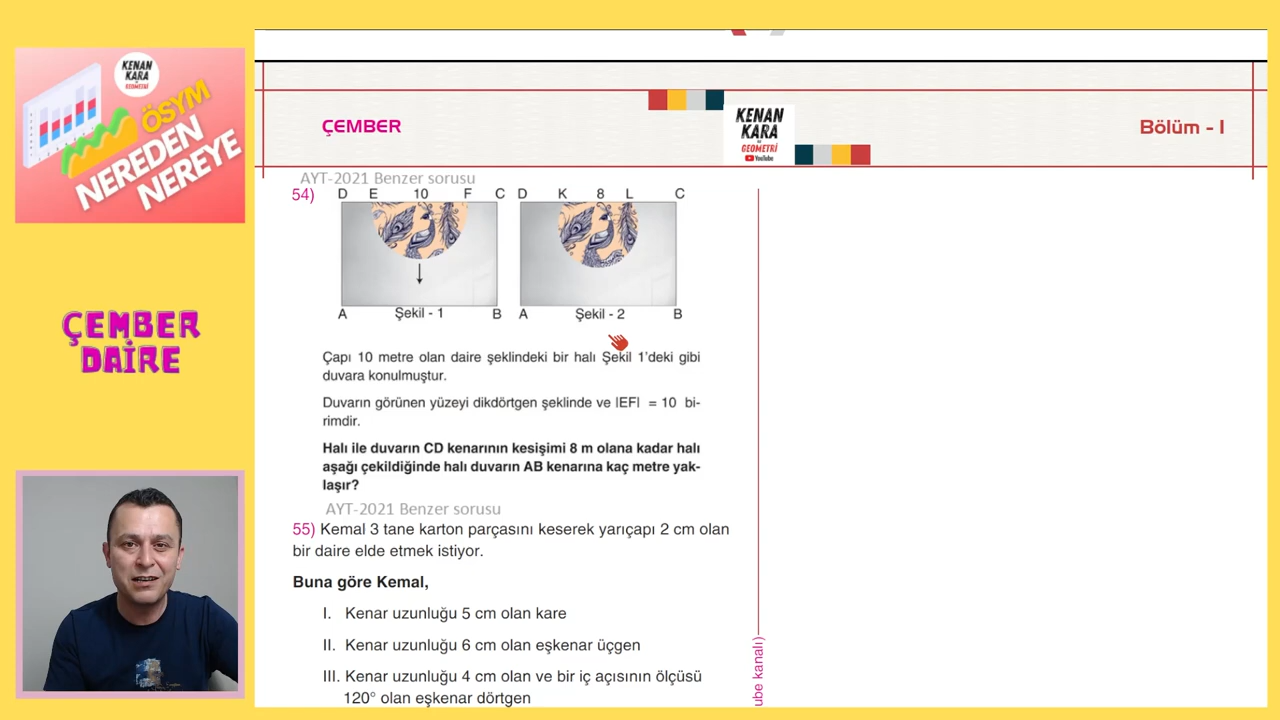 KENAN
KARA
ile
GEOMETRİ
ÖSYM
NEREDEN
NEREYE
ÇEMBER
DAİRE
ÇEMBER
KENAN
KARA
ile
GEOMETRİ
YouTube
Bölüm - I
AYT-2021 Benzer sorusu
54) D E 10 F C D K 8 L C
A Şekil - 1 B A Şekil - 2 B
Çapı 10 metre olan daire şeklindeki bir halı Şekil 1'deki gibi
duvara konulmuştur.
Duvarın görünen yüzeyi dikdörtgen şeklinde ve |EF| = 10 bi-
rimdir.
Halı ile duvarın CD kenarının kesişimi 8 m olana kadar halı
aşağı çekildiğinde halı duvarın AB kenarına kaç metre yak-
laşır?
AYT-2021 Benzer sorusu
55) Kemal 3 tane karton parçasını keserek yarıçapı 2 cm olan
bir daire elde etmek istiyor.
Buna göre Kemal,
I. Kenar uzunluğu 5 cm olan kare
II. Kenar uzunluğu 6 cm olan eşkenar üçgen
III. Kenar uzunluğu 4 cm olan ve bir iç açısının ölçüsü
120° olan eşkenar dörtgen
ube kanalı)